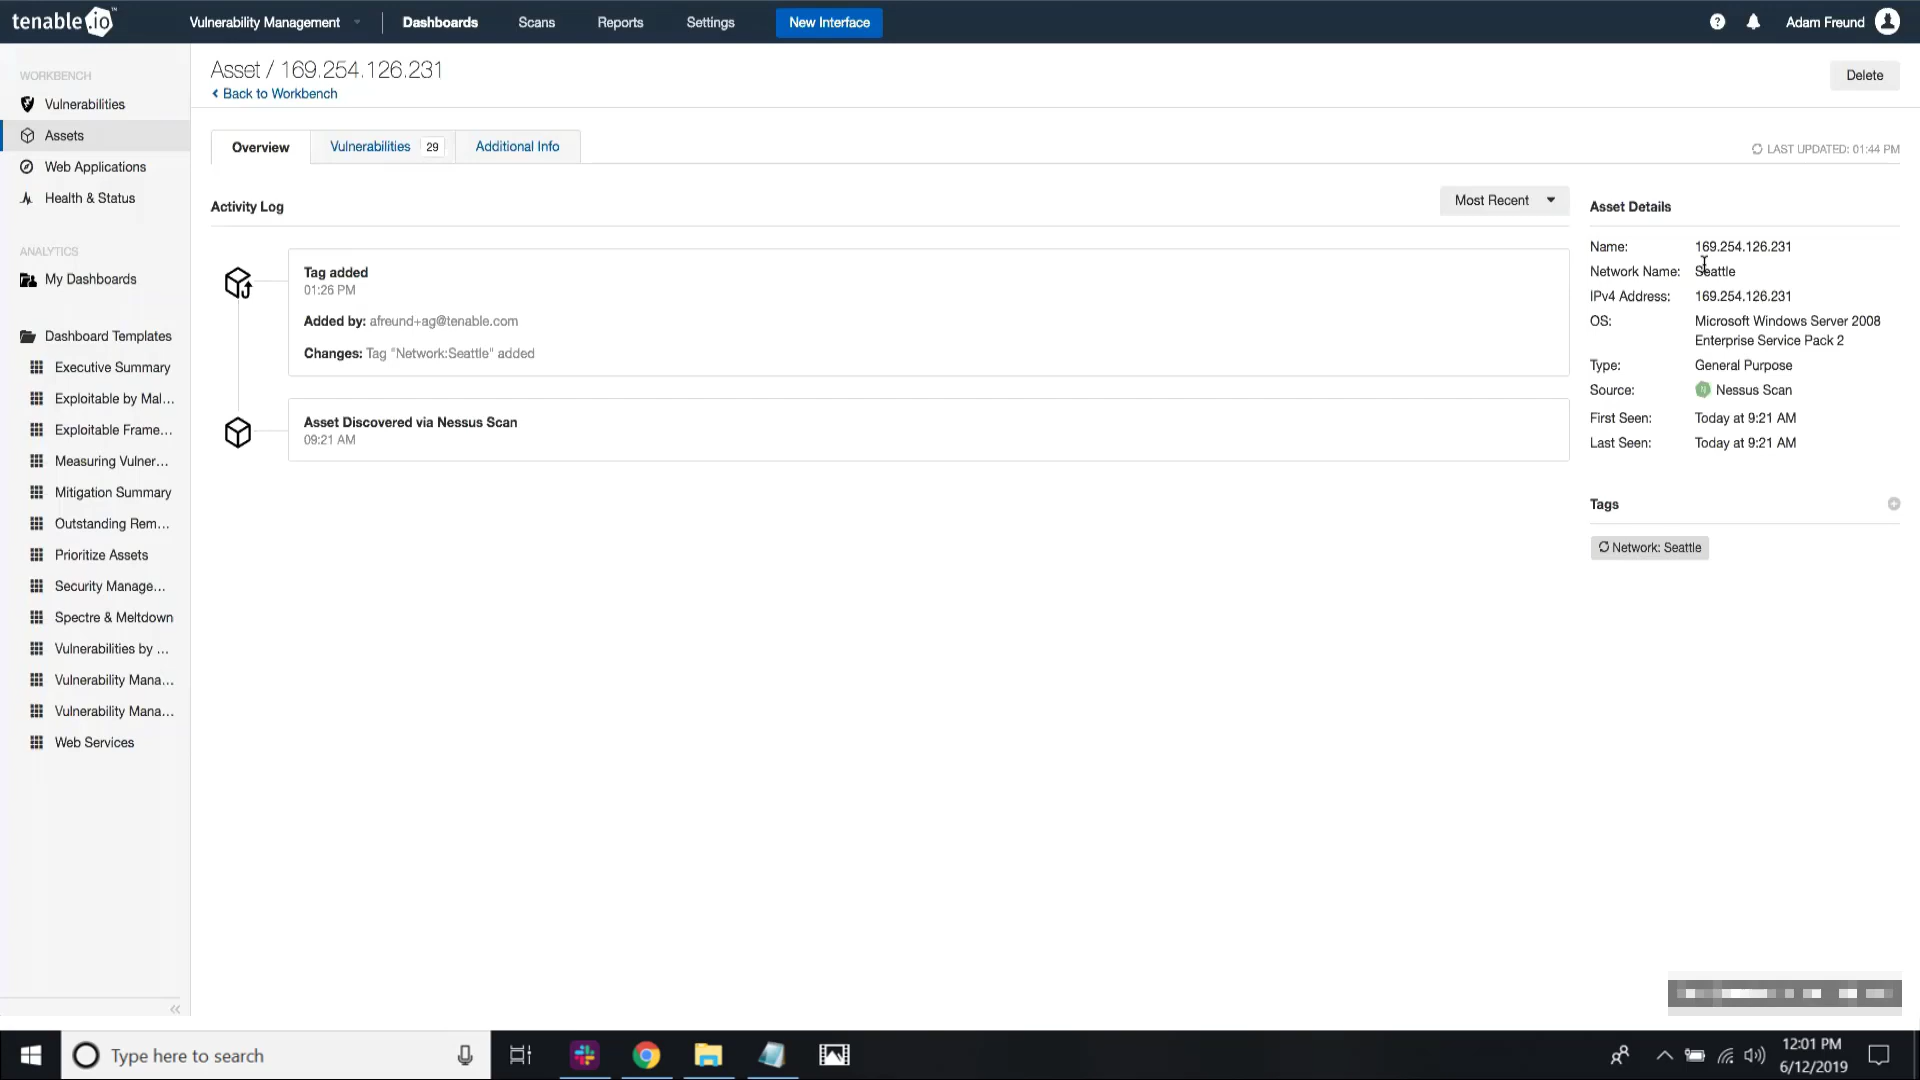 tenable.io™
Vulnerability Management
Dashboards
Scans
Reports
Settings
New Interface
?
Adam Freund
WORKBENCH
Vulnerabilities
Assets
Web Applications
Health & Status
ANALYTICS
My Dashboards
Dashboard Templates
Executive Summary
Exploitable by Mal...
Exploitable Frame...
Measuring Vulner...
Mitigation Summary
Outstanding Rem...
Prioritize Assets
Security Manage...
Spectre & Meltdown
Vulnerabilities by ...
Vulnerability Mana...
Vulnerability Mana...
Web Services
Asset / 169.254.126.231
Back to Workbench
Delete
Overview
Vulnerabilities 29
Additional Info
LAST UPDATED: 01:44 PM
Activity Log
Most Recent
Tag added
01:26 PM
Added by: afreund+ag@tenable.com
Changes: Tag "Network:Seattle" added
Asset Discovered via Nessus Scan
09:21 AM
Asset Details
Name: 169.254.126.231
Network Name: Seattle
IPv4 Address: 169.254.126.231
OS: Microsoft Windows Server 2008
Enterprise Service Pack 2
Type: General Purpose
Source: Nessus Scan
First Seen: Today at 9:21 AM
Last Seen: Today at 9:21 AM
Tags
Network: Seattle
Type here to search
12:01 PM
6/12/2019